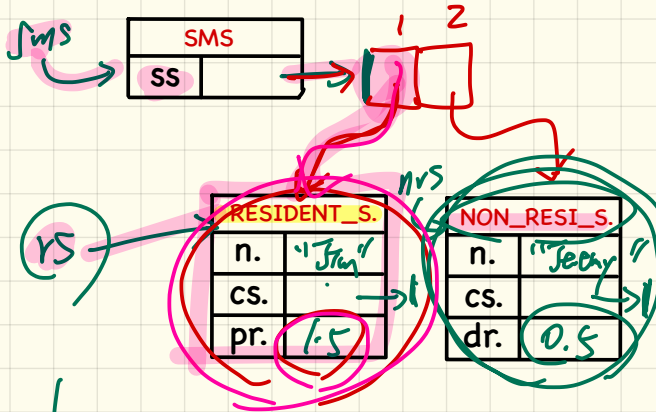 sms
SMS
ss
1 2
rs
RESIDENT_S.
n. "Jim"
cs.
pr. 1.5
nrs
NON_RESI_S.
n. "Jeremy"
cs.
dr. 0.5